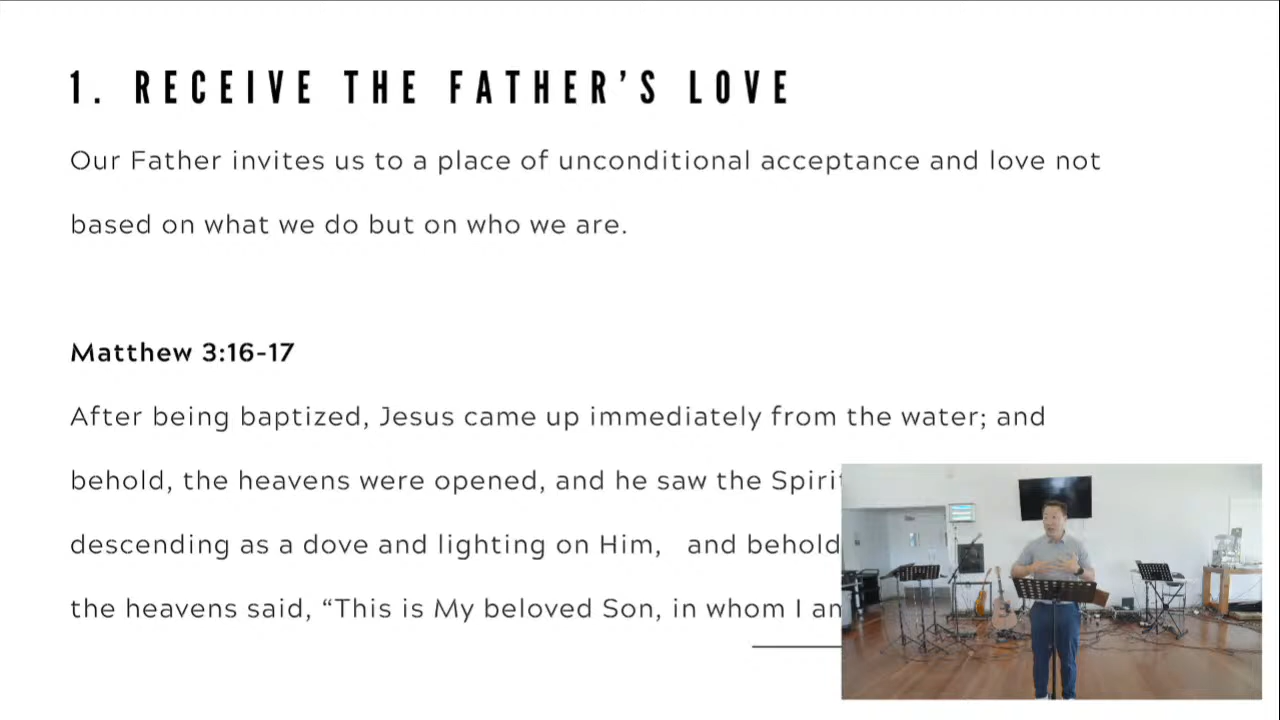 1. RECEIVE THE FATHER’S LOVE
Our Father invites us to a place of unconditional acceptance and love not
based on what we do but on who we are.
Matthew 3:16-17
After being baptized, Jesus came up immediately from the water; and
behold, the heavens were opened, and he saw the
descending as a dove and lighting on Him, and behold
the heavens said, “This is My beloved Son, in whom I